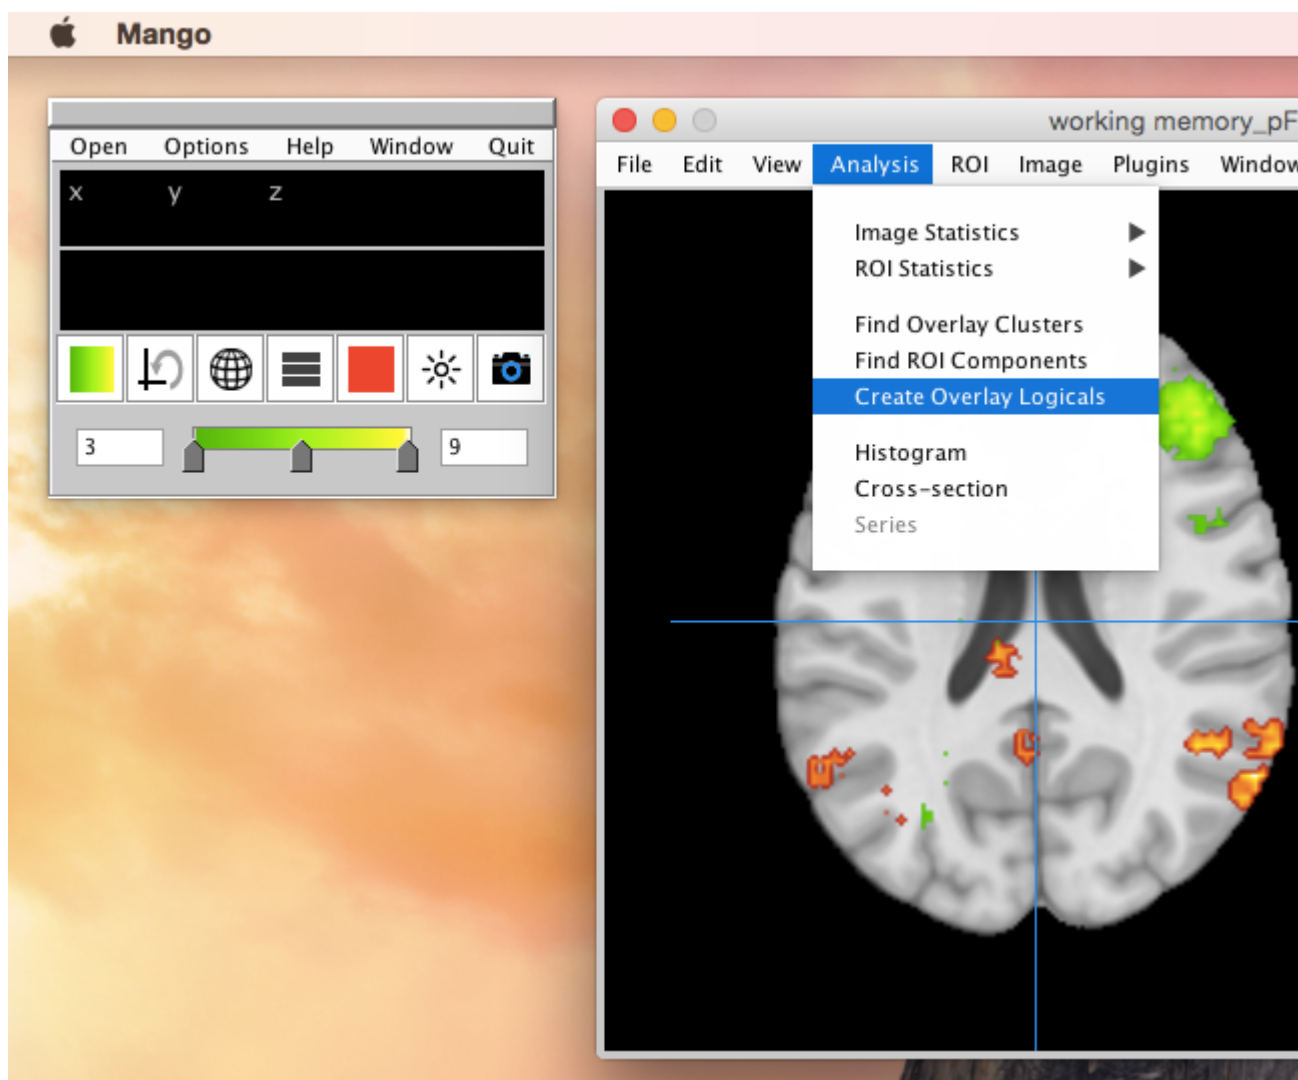 Mango
Open Options Help Window Quit
x y z
3 9
working memory_pF
File Edit View Analysis ROI Image Plugins Window
Image Statistics
ROI Statistics
Find Overlay Clusters
Find ROI Components
Create Overlay Logicals
Histogram
Cross-section
Series